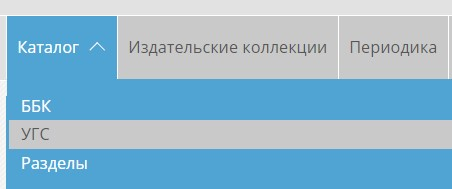 Каталог Издательские коллекции Периодика
ББК
УГС
Разделы